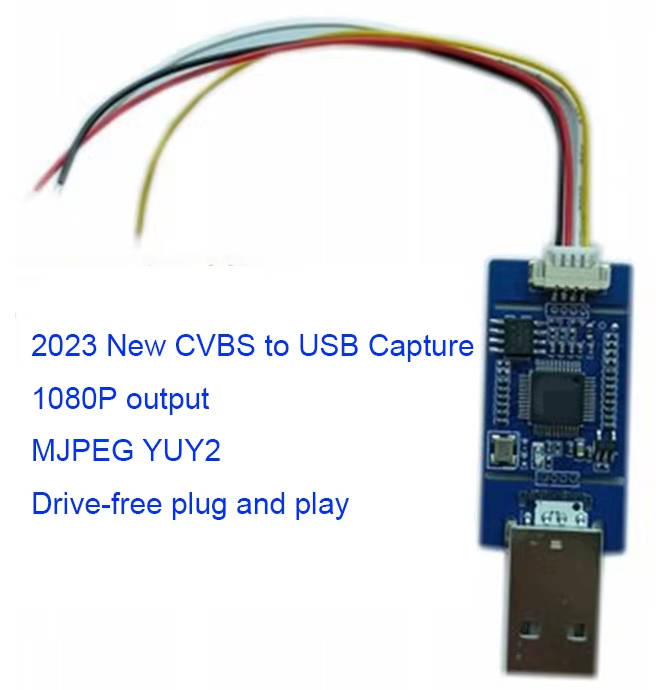 2023 New CVBS to USB Capture
1080P output
MJPEG YUY2
Drive-free plug and play